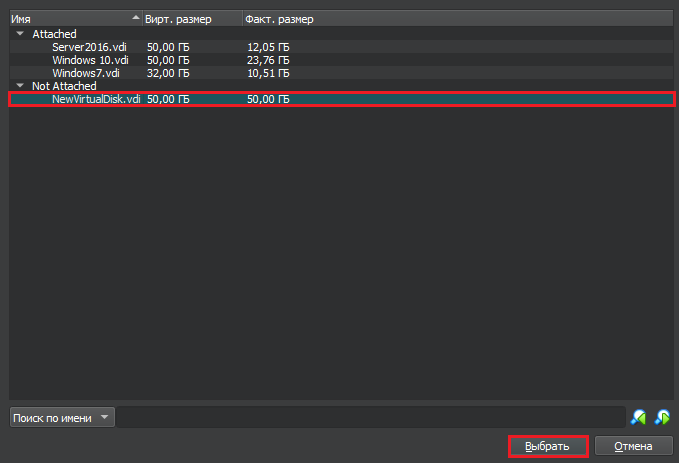 Имя Вирт. размер Факт. размер
Attached
Server2016.vdi 50,00 ГБ 12,05 ГБ
Windows 10.vdi 50,00 ГБ 23,76 ГБ
Windows7.vdi 32,00 ГБ 10,51 ГБ
Not Attached
NewVirtualDisk.vdi 50,00 ГБ 50,00 ГБ
Поиск по имени
Выбрать Отмена